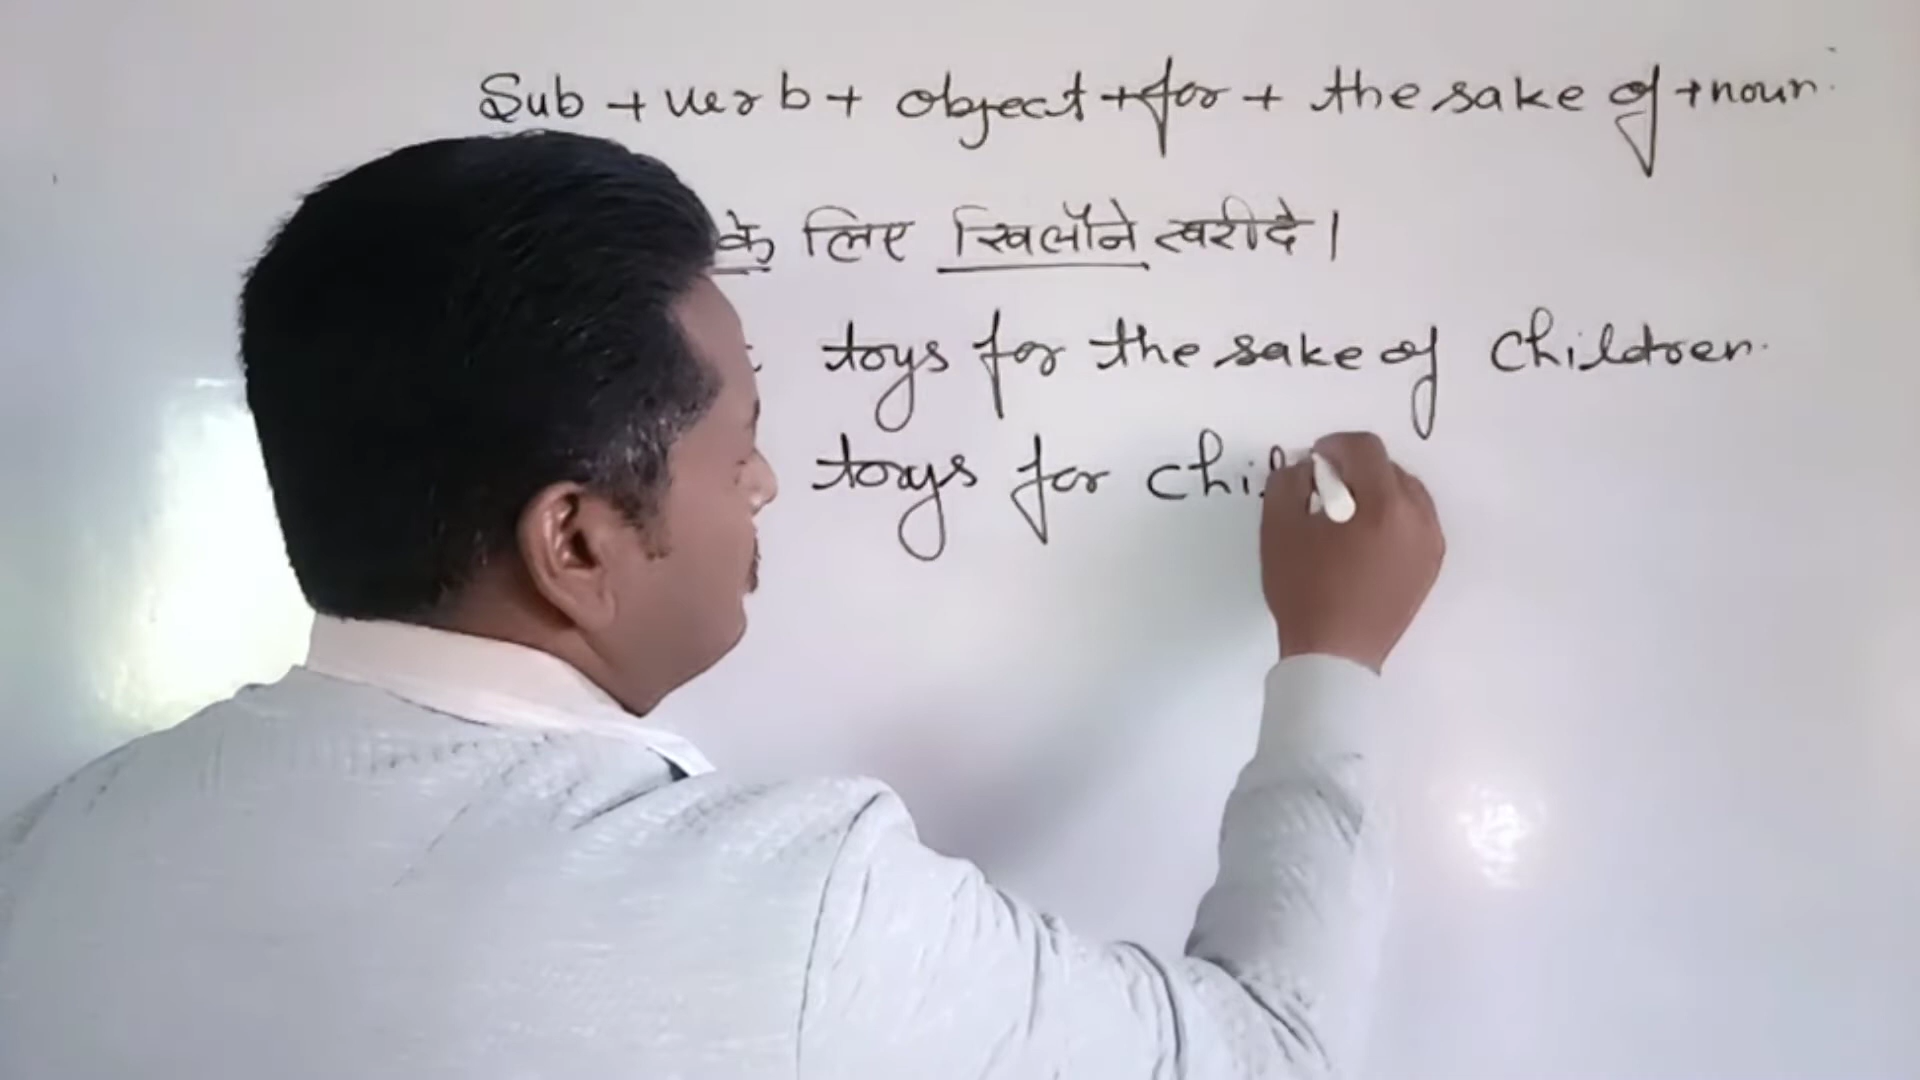 Sub + verb + object + for + the sake of + noun.
के लिए खिलौने खरीदे।
toys for the sake of children.
toys for chil